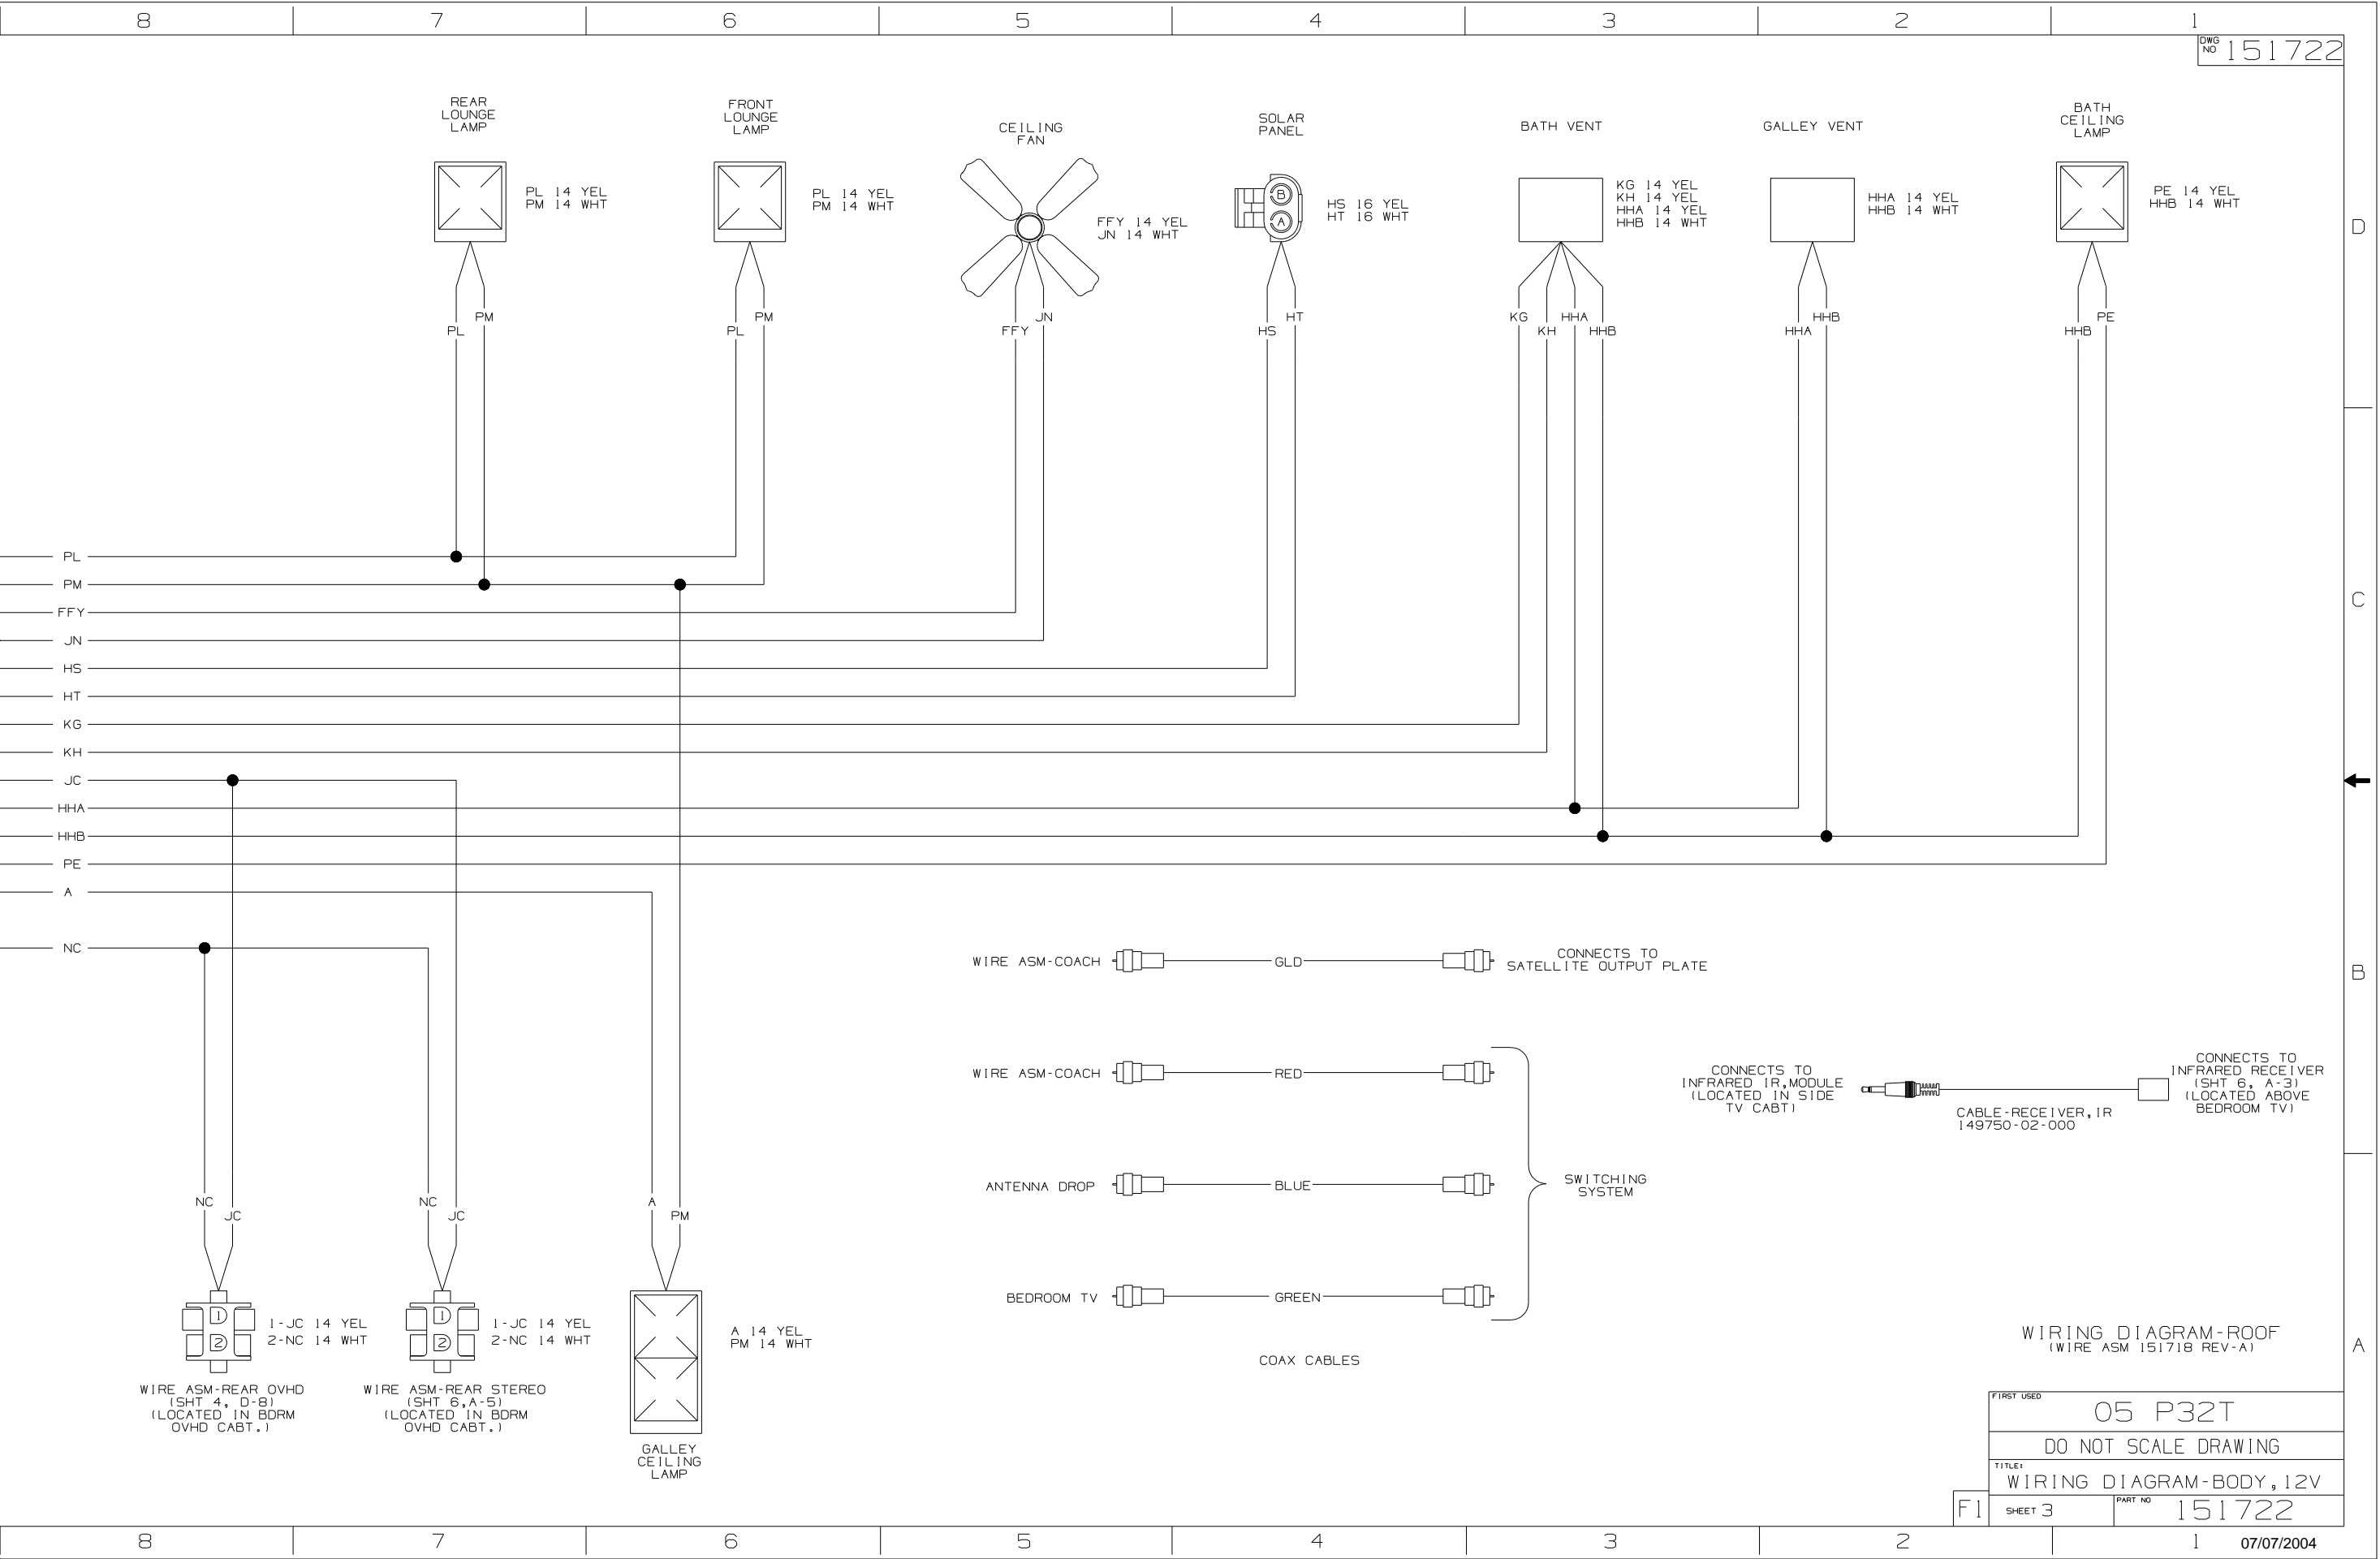 8 7 6 5 4 3 2 1
DWG NO 151722
REAR
LOUNGE
LAMP
PL 14 YEL
PM 14 WHT
PL
PM
FRONT
LOUNGE
LAMP
PL 14 YEL
PM 14 WHT
PL
PM
CEILING
FAN
FFY 14 YEL
JN 14 WHT
FFY
JN
SOLAR
PANEL
B
A
HS 16 YEL
HT 16 WHT
HS
HT
BATH VENT
KG 14 YEL
KH 14 YEL
HHA 14 YEL
HHB 14 WHT
KG
KH
HHA
HHB
GALLEY VENT
HHA 14 YEL
HHB 14 WHT
HHA
HHB
BATH
CEILING
LAMP
PE 14 YEL
HHB 14 WHT
HHB
PE
D
C
B
A
PL
PM
FFY
JN
HS
HT
KG
KH
JC
HHA
HHB
PE
A
NC
NC
JC
1
2
1-JC 14 YEL
2-NC 14 WHT
WIRE ASM-REAR OVHD
(SHT 4, D-8)
(LOCATED IN BDRM
OVHD CABT.)
NC
JC
1
2
1-JC 14 YEL
2-NC 14 WHT
WIRE ASM-REAR STEREO
(SHT 6,A-5)
(LOCATED IN BDRM
OVHD CABT.)
A
PM
A 14 YEL
PM 14 WHT
GALLEY
CEILING
LAMP
WIRE ASM-COACH GLD CONNECTS TO
SATELLITE OUTPUT PLATE
WIRE ASM-COACH RED
ANTENNA DROP BLUE
BEDROOM TV GREEN
SWITCHING
SYSTEM
COAX CABLES
CONNECTS TO
INFRARED IR,MODULE
(LOCATED IN SIDE
TV CABT)
CABLE-RECEIVER,IR
149750-02-000
CONNECTS TO
INFRARED RECEIVER
(SHT 6, A-3)
(LOCATED ABOVE
BEDROOM TV)
WIRING DIAGRAM-ROOF
(WIRE ASM 151718 REV-A)
FIRST USED
05 P32T
DO NOT SCALE DRAWING
TITLE:
WIRING DIAGRAM-BODY,12V
F1
SHEET 3
PART NO 151722
8 7 6 5 4 3 2 1
07/07/2004